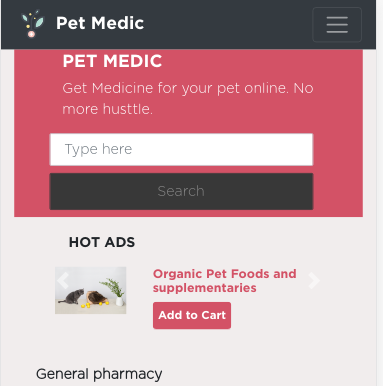 Pet Medic
PET MEDIC
Get Medicine for your pet online. No
more husttle.
Type here
Search
HOT ADS
Organic Pet Foods and
supplementaries
Add to Cart
General pharmacy